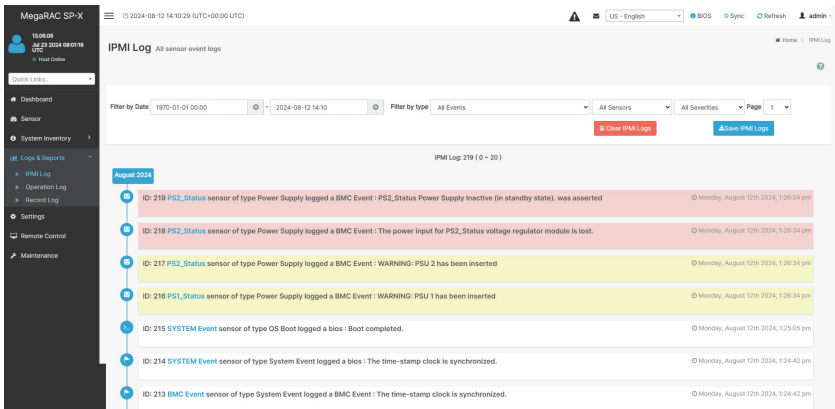 MegaRAC SP-X
2024-08-12 14:10:29 (UTC+00:00 UTC)
US - English
BIOS
Sync
Refresh
admin
13.06.08
Jul 23 2024 08:01:18
UTC
Host Online
Quick Links...
Dashboard
Sensor
System Inventory
Logs & Reports
IPMI Log
Operation Log
Record Log
Settings
Remote Control
Maintenance
IPMI Log All sensor event logs
Home > IPMI Log
Filter by Date 1970-01-01 00:00 - 2024-08-12 14:10 Filter by type All Events All Sensors All Severities Page 1
Clear IPMI Logs Save IPMI Logs
IPMI Log: 219 ( 0 ~ 20 )
August 2024
ID: 219 PS2_Status sensor of type Power Supply logged a BMC Event : PS2_Status Power Supply Inactive (in standby state). was asserted Monday, August 12th 2024, 1:26:34 pm
ID: 218 PS2_Status sensor of type Power Supply logged a BMC Event : The power input for PS2_Status voltage regulator module is lost. Monday, August 12th 2024, 1:26:34 pm
ID: 217 PS2_Status sensor of type Power Supply logged a BMC Event : WARNING: PSU 2 has been inserted Monday, August 12th 2024, 1:26:34 pm
ID: 216 PS1_Status sensor of type Power Supply logged a BMC Event : WARNING: PSU 1 has been inserted Monday, August 12th 2024, 1:26:34 pm
ID: 215 SYSTEM Event sensor of type OS Boot logged a bios : Boot completed. Monday, August 12th 2024, 1:25:05 pm
ID: 214 SYSTEM Event sensor of type System Event logged a bios : The time-stamp clock is synchronized. Monday, August 12th 2024, 1:24:42 pm
ID: 213 BMC Event sensor of type System Event logged a BMC Event : The time-stamp clock is synchronized. Monday, August 12th 2024, 1:24:42 pm